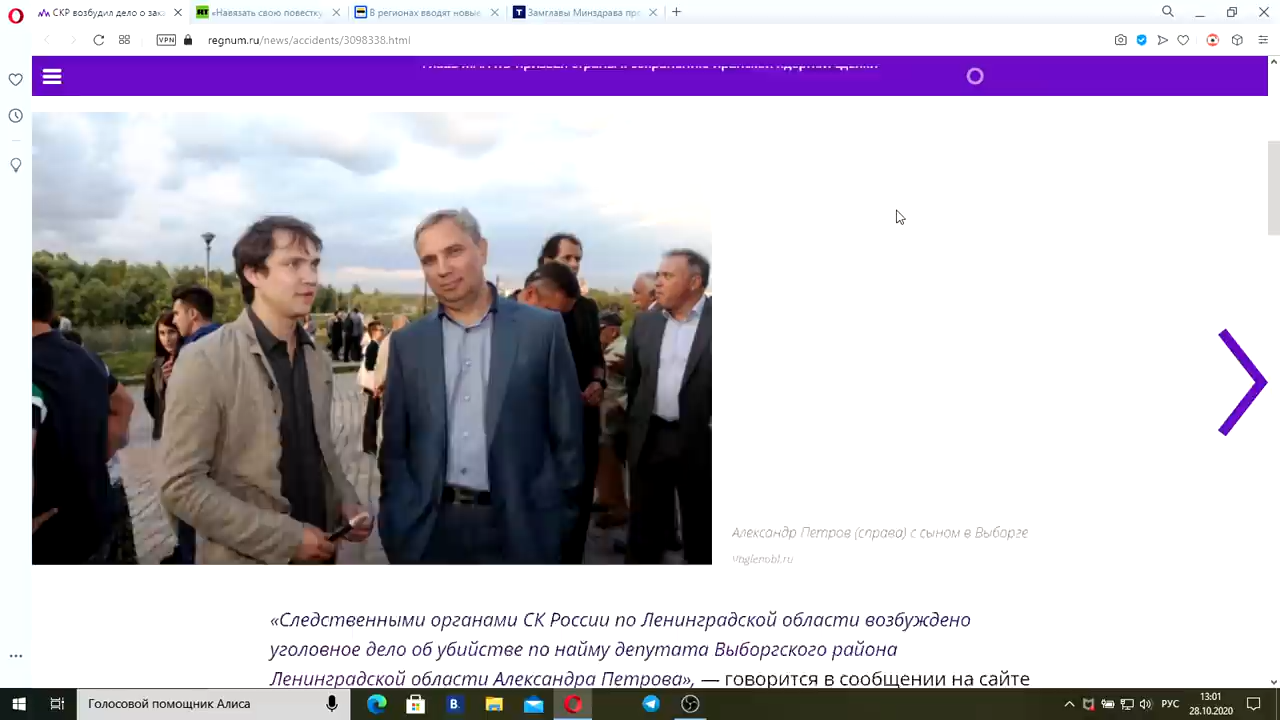 СКР возбудил дело о зака
«Навязать свою повестку
В регионах вводят новые
T Замглавы Минздрава пр
VPN
regnum.ru/news/accidents/3098338.html
Александр Петров (справа) с сыном в Выборге
vbglenobl.ru
«Следственными органами СК России по Ленинградской области возбуждено
уголовное дело об убийстве по найму депутата Выборгского района
Ленинградской области Александра Петрова», — говорится в сообщении на сайте
Голосовой помощник Алиса
РУС
13:01
28.10.2020